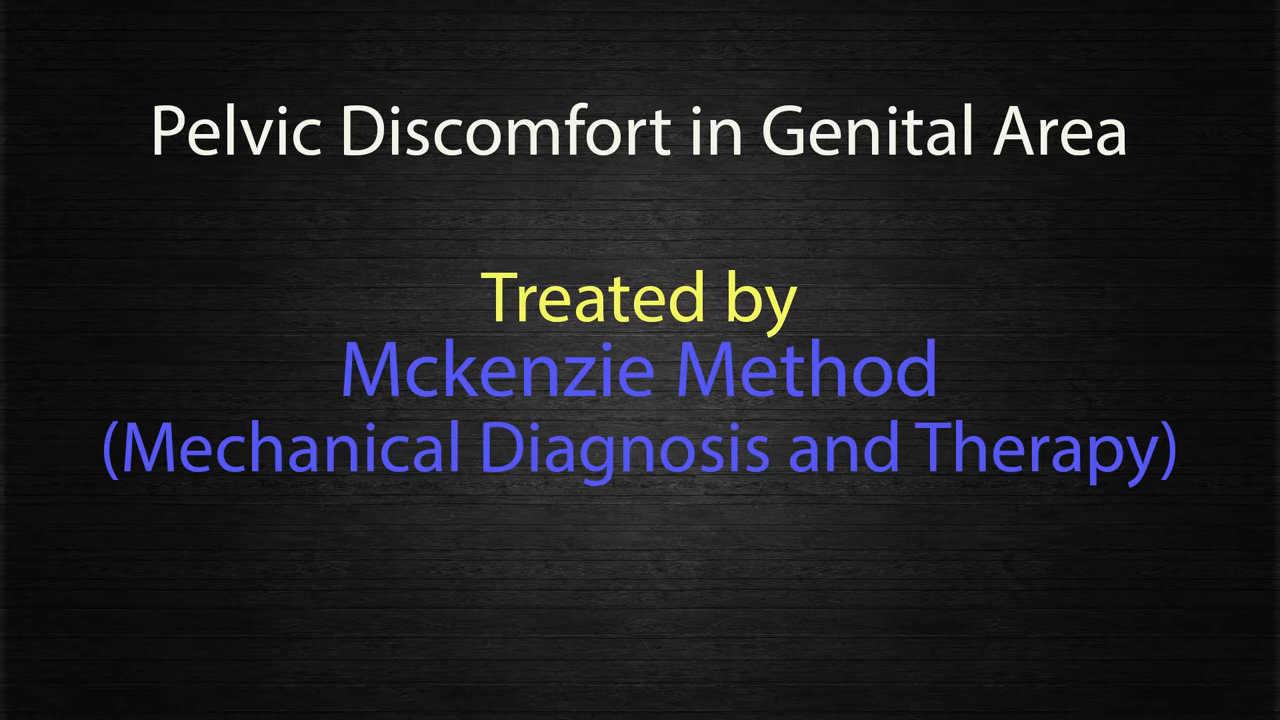 Pelvic Discomfort in Genital Area
Treated by
Mckenzie Method
(Mechanical Diagnosis and Therapy)